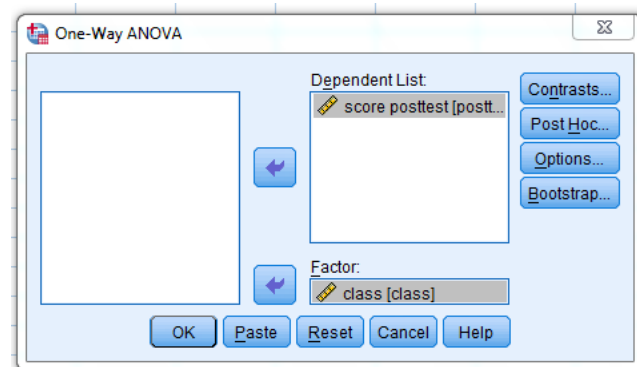 One-Way ANOVA
Dependent List:
score posttest [postt...
Contrasts...
Post Hoc...
Options...
Bootstrap...
Factor:
class [class]
OK Paste Reset Cancel Help